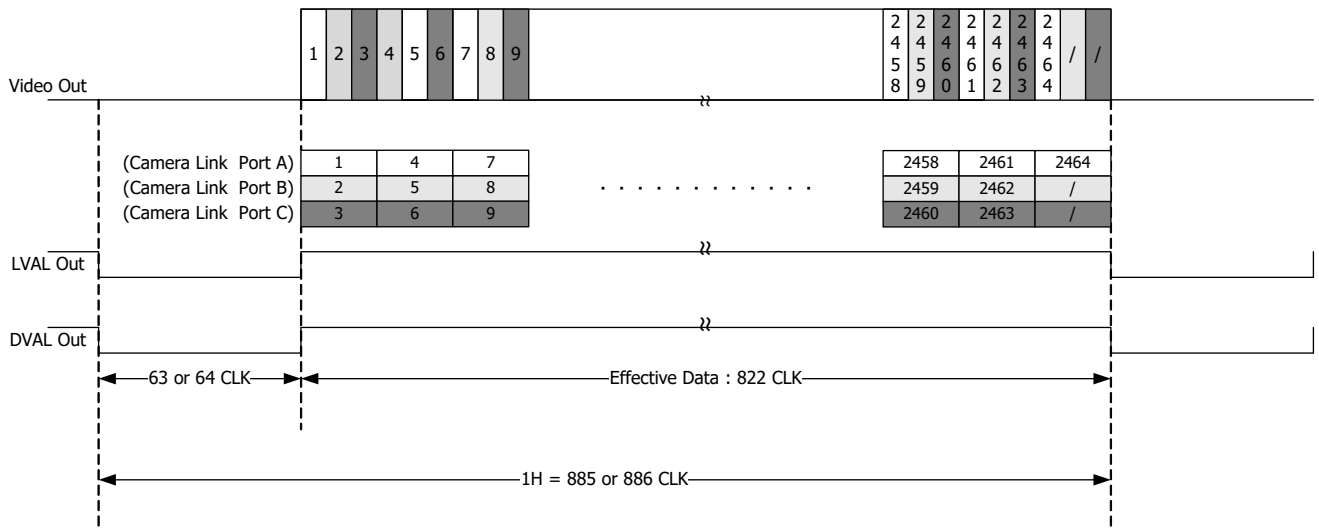 1 2 3 4 5 6 7 8 9 2458 2459 2460 2461 2462 2463 2464 / /
Video Out
(Camera Link Port A) 1 4 7 2458 2461 2464
(Camera Link Port B) 2 5 8 . . . . . . . . . . . . . 2459 2462 /
(Camera Link Port C) 3 6 9 2460 2463 /
LVAL Out
DVAL Out
63 or 64 CLK Effective Data : 822 CLK
1H = 885 or 886 CLK